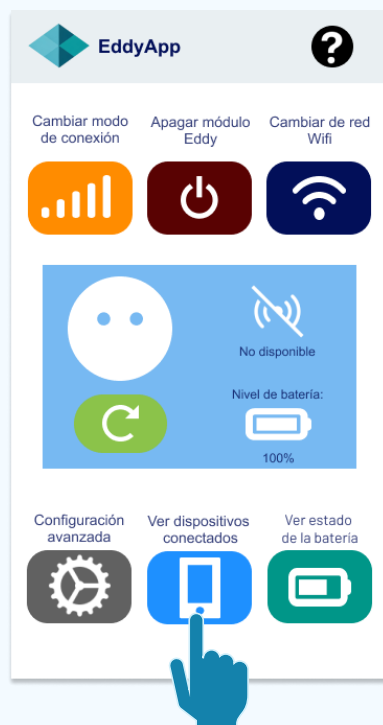 EddyApp
?
Cambiar modo
de conexión
Apagar módulo
Eddy
Cambiar de red
Wifi
No disponible
Nivel de batería:
100%
Configuración
avanzada
Ver dispositivos
conectados
Ver estado
de la batería